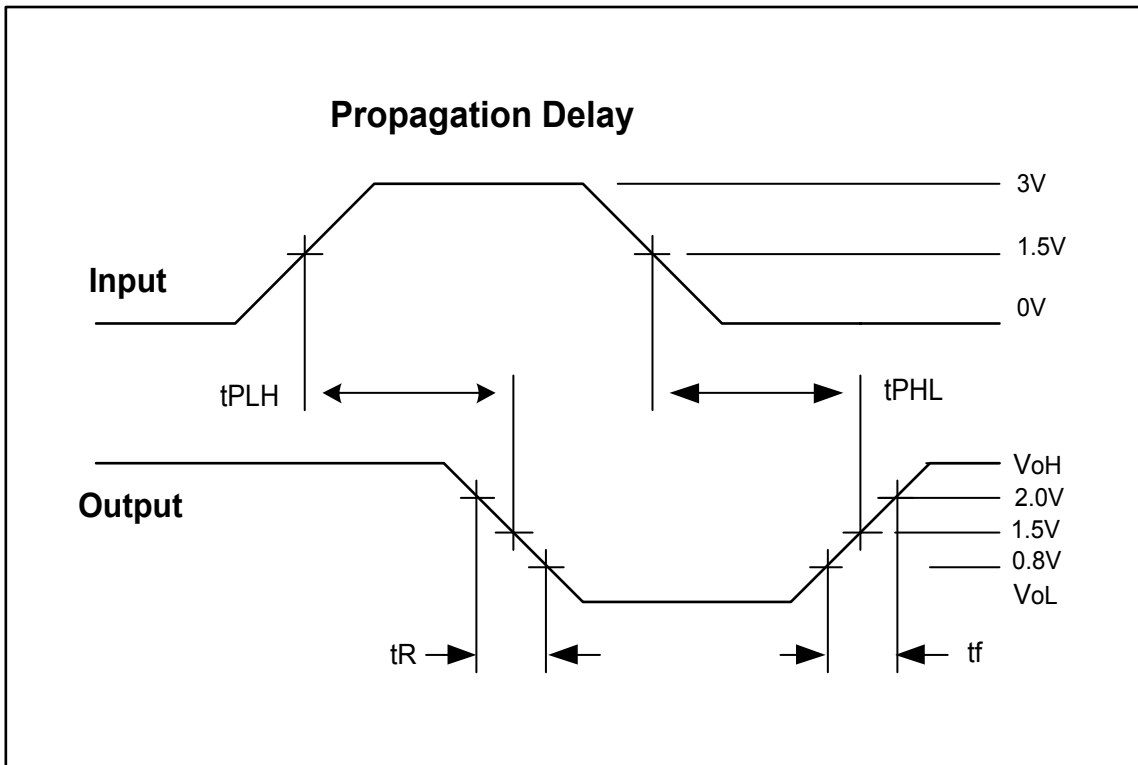 Propagation Delay
3V
1.5V
Input
0V
tPLH
tPHL
VoH
Output
2.0V
1.5V
0.8V
VoL
tR
tf